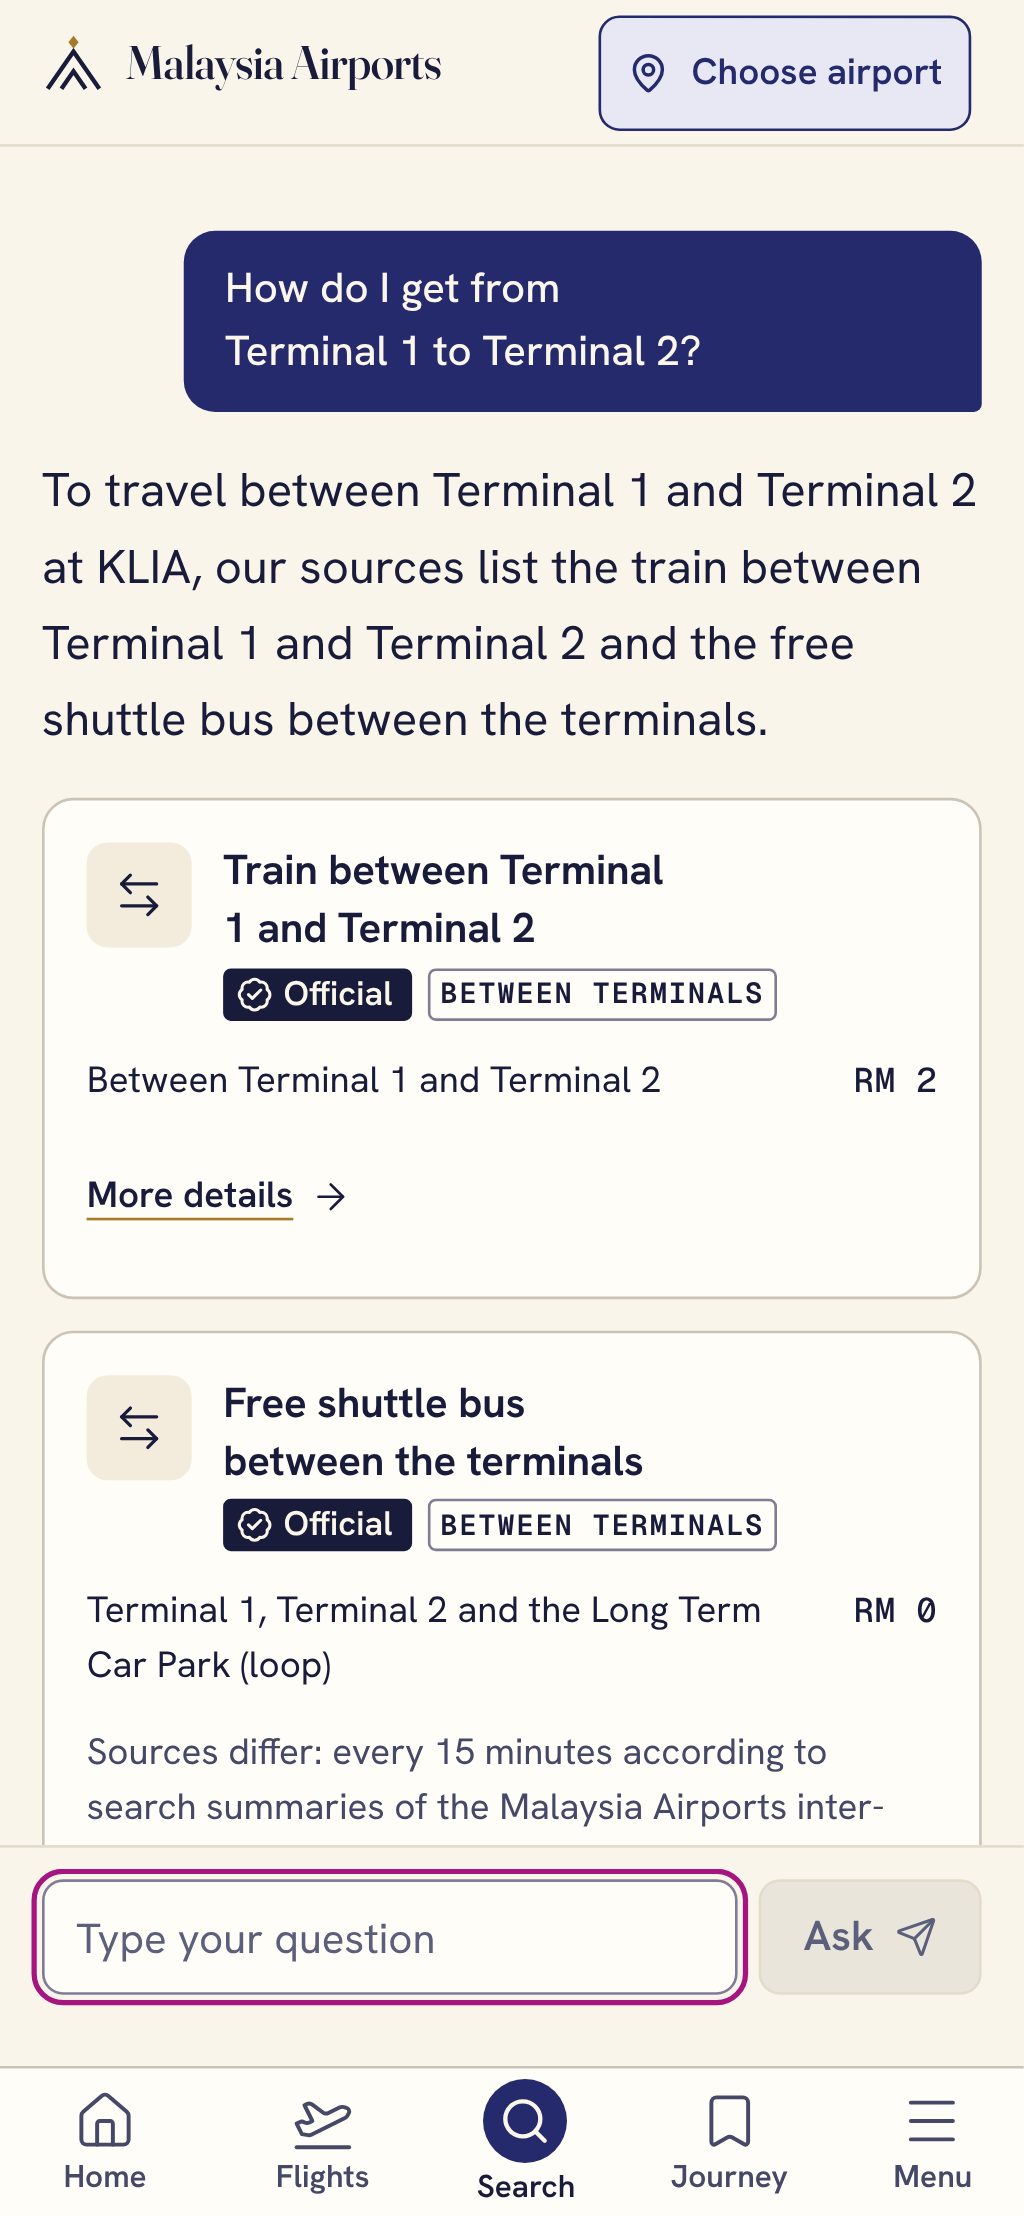 Malaysia Airports
Choose airport
How do I get from
Terminal 1 to Terminal 2?
To travel between Terminal 1 and Terminal 2
at KLIA, our sources list the train between
Terminal 1 and Terminal 2 and the free
shuttle bus between the terminals.
Train between Terminal
1 and Terminal 2
Official BETWEEN TERMINALS
Between Terminal 1 and Terminal 2 RM 2
More details
Free shuttle bus
between the terminals
Official BETWEEN TERMINALS
Terminal 1, Terminal 2 and the Long Term RM 0
Car Park (loop)
Sources differ: every 15 minutes according to
search summaries of the Malaysia Airports inter-
Type your question Ask
Home Flights Search Journey Menu